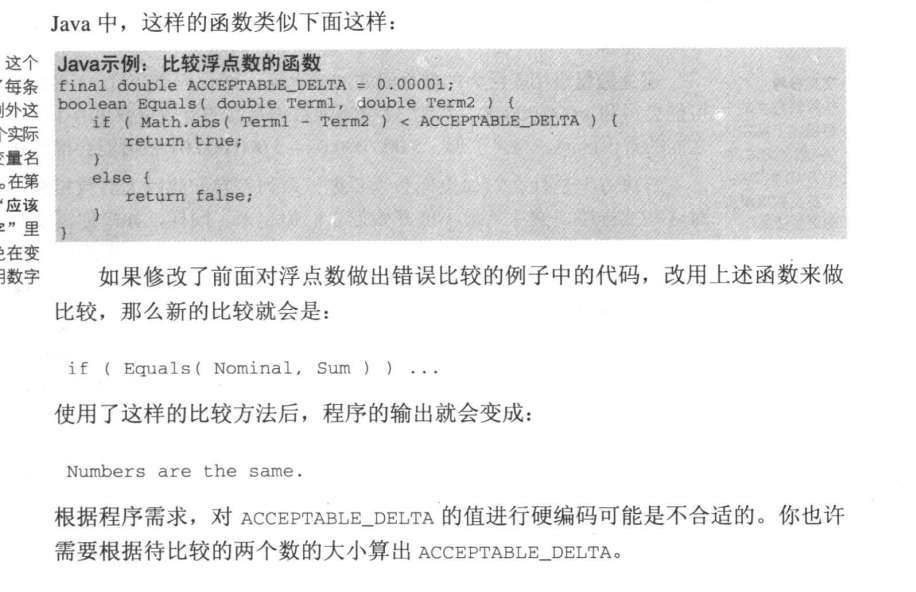 Java 中，这样的函数类似下面这样：
这个
每条
外这
实际
变量名
。在第
“应该
字”里
免在变
用数字
Java示例：比较浮点数的函数
final double ACCEPTABLE_DELTA = 0.00001;
boolean Equals( double Term1, double Term2 ) {
if ( Math.abs( Term1 - Term2 ) < ACCEPTABLE_DELTA ) {
return true;
}
else {
return false;
}
}
如果修改了前面对浮点数做出错误比较的例子中的代码，改用上述函数来做
比较，那么新的比较就会是：
if ( Equals( Nominal, Sum ) ) ...
使用了这样的比较方法后，程序的输出就会变成：
Numbers are the same.
根据程序需求，对 ACCEPTABLE_DELTA 的值进行硬编码可能是不合适的。你也许
需要根据待比较的两个数的大小算出 ACCEPTABLE_DELTA。